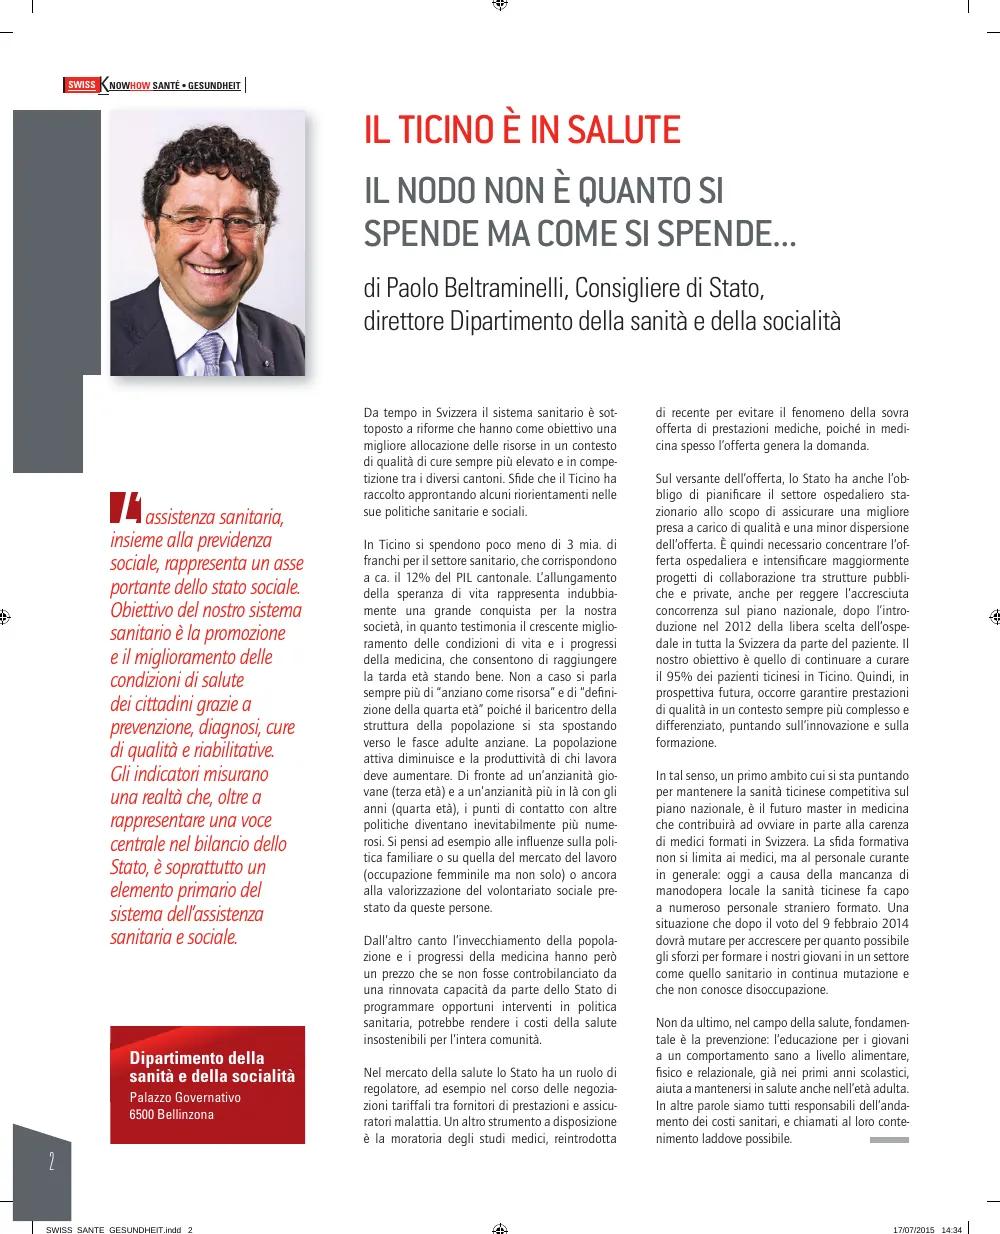 SWISS KNOWHOW SANTÉ • GESUNDHEIT
IL TICINO È IN SALUTE
IL NODO NON È QUANTO SI
SPENDE MA COME SI SPENDE...
di Paolo Beltraminelli, Consigliere di Stato,
direttore Dipartimento della sanità e della socialità
L'assistenza sanitaria,
insieme alla previdenza
sociale, rappresenta un asse
portante dello stato sociale.
Obiettivo del nostro sistema
sanitario è la promozione
e il miglioramento delle
condizioni di salute
dei cittadini grazie a
prevenzione, diagnosi, cure
di qualità e riabilitative.
Gli indicatori misurano
una realtà che, oltre a
rappresentare una voce
centrale nel bilancio dello
Stato, è soprattutto un
elemento primario del
sistema dell'assistenza
sanitaria e sociale.
Dipartimento della
sanità e della socialità
Palazzo Governativo
6500 Bellinzona
Da tempo in Svizzera il sistema sanitario è sot-
toposto a riforme che hanno come obiettivo una
migliore allocazione delle risorse in un contesto
di qualità di cure sempre più elevato e in compe-
tizione tra i diversi cantoni. Sfide che il Ticino ha
raccolto approntando alcuni riorientamenti nelle
sue politiche sanitarie e sociali.
In Ticino si spendono poco meno di 3 mia. di
franchi per il settore sanitario, che corrispondono
a ca. il 12% del PIL cantonale. L'allungamento
della speranza di vita rappresenta indubbia-
mente una grande conquista per la nostra
società, in quanto testimonia il crescente miglio-
ramento delle condizioni di vita e i progressi
della medicina, che consentono di raggiungere
la tarda età stando bene. Non a caso si parla
sempre più di "anziano come risorsa" e di "defini-
zione della quarta età" poiché il baricentro della
struttura della popolazione si sta spostando
verso le fasce adulte anziane. La popolazione
attiva diminuisce e la produttività di chi lavora
deve aumentare. Di fronte ad un'anzianità gio-
vane (terza età) e a un'anzianità più in là con gli
anni (quarta età), i punti di contatto con altre
politiche diventano inevitabilmente più nume-
rosi. Si pensi ad esempio alle influenze sulla poli-
tica familiare o su quella del mercato del lavoro
(occupazione femminile ma non solo) o ancora
alla valorizzazione del volontariato sociale pre-
stato da queste persone.
Dall'altro canto l'invecchiamento della popola-
zione e i progressi della medicina hanno però
un prezzo che se non fosse controbilanciato da
una rinnovata capacità da parte dello Stato di
programmare opportuni interventi in politica
sanitaria, potrebbe rendere i costi della salute
insostenibili per l'intera comunità.
Nel mercato della salute lo Stato ha un ruolo di
regolatore, ad esempio nel corso delle negozia-
zioni tariffali tra fornitori di prestazioni e assicu-
ratori malattia. Un altro strumento a disposizione
è la moratoria degli studi medici, reintrodotta
di recente per evitare il fenomeno della sovra
offerta di prestazioni mediche, poiché in medi-
cina spesso l'offerta genera la domanda.
Sul versante dell'offerta, lo Stato ha anche l'ob-
bligo di pianificare il settore ospedaliero sta-
zionario allo scopo di assicurare una migliore
presa a carico di qualità e una minor dispersione
dell'offerta. È quindi necessario concentrare l'of-
ferta ospedaliera e intensificare maggiormente
progetti di collaborazione tra strutture pubbli-
che e private, anche per reggere l'accresciuta
concorrenza sul piano nazionale, dopo l'intro-
duzione nel 2012 della libera scelta dell'ospe-
dale in tutta la Svizzera da parte del paziente. Il
nostro obiettivo è quello di continuare a curare
il 95% dei pazienti ticinesi in Ticino. Quindi, in
prospettiva futura, occorre garantire prestazioni
di qualità in un contesto sempre più complesso e
differenziato, puntando sull'innovazione e sulla
formazione.
In tal senso, un primo ambito cui si sta puntando
per mantenere la sanità ticinese competitiva sul
piano nazionale, è il futuro master in medicina
che contribuirà ad ovviare in parte alla carenza
di medici formati in Svizzera. La sfida formativa
non si limita ai medici, ma al personale curante
in generale: oggi a causa della mancanza di
manodopera locale la sanità ticinese fa capo
a numeroso personale straniero formato. Una
situazione che dopo il voto del 9 febbraio 2014
dovrà mutare per accrescere per quanto possibile
gli sforzi per formare i nostri giovani in un settore
come quello sanitario in continua mutazione e
che non conosce disoccupazione.
Non da ultimo, nel campo della salute, fondamen-
tale è la prevenzione: l'educazione per i giovani
a un comportamento sano a livello alimentare,
fisico e relazionale, già nei primi anni scolastici,
aiuta a mantenersi in salute anche nell'età adulta.
In altre parole siamo tutti responsabili dell'anda-
mento dei costi sanitari, e chiamati al loro conte-
nimento laddove possibile.
2
SWISS_SANTE_GESUNDHEIT.indd 2
17/07/2015 14:34